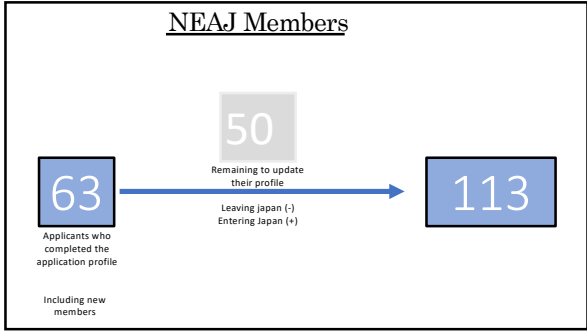 NEAJ Members
50
Remaining to update
their profile
63
113
Leaving japan (-)
Entering Japan (+)
Applicants who
completed the
application profile
Including new
members